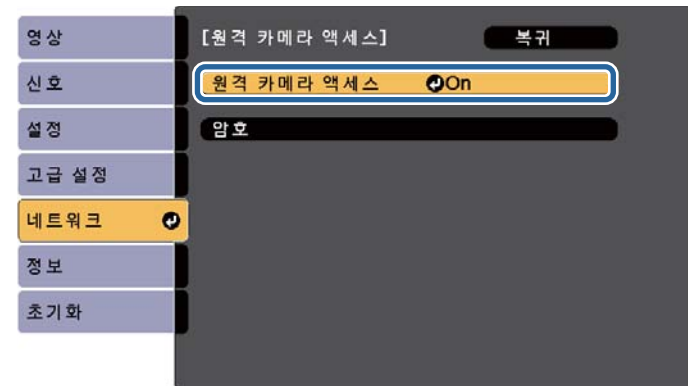 영상
신호
설정
고급 설정
네트워크
정보
초기화
[원격 카메라 액세스] 복귀
원격 카메라 액세스 On
암호